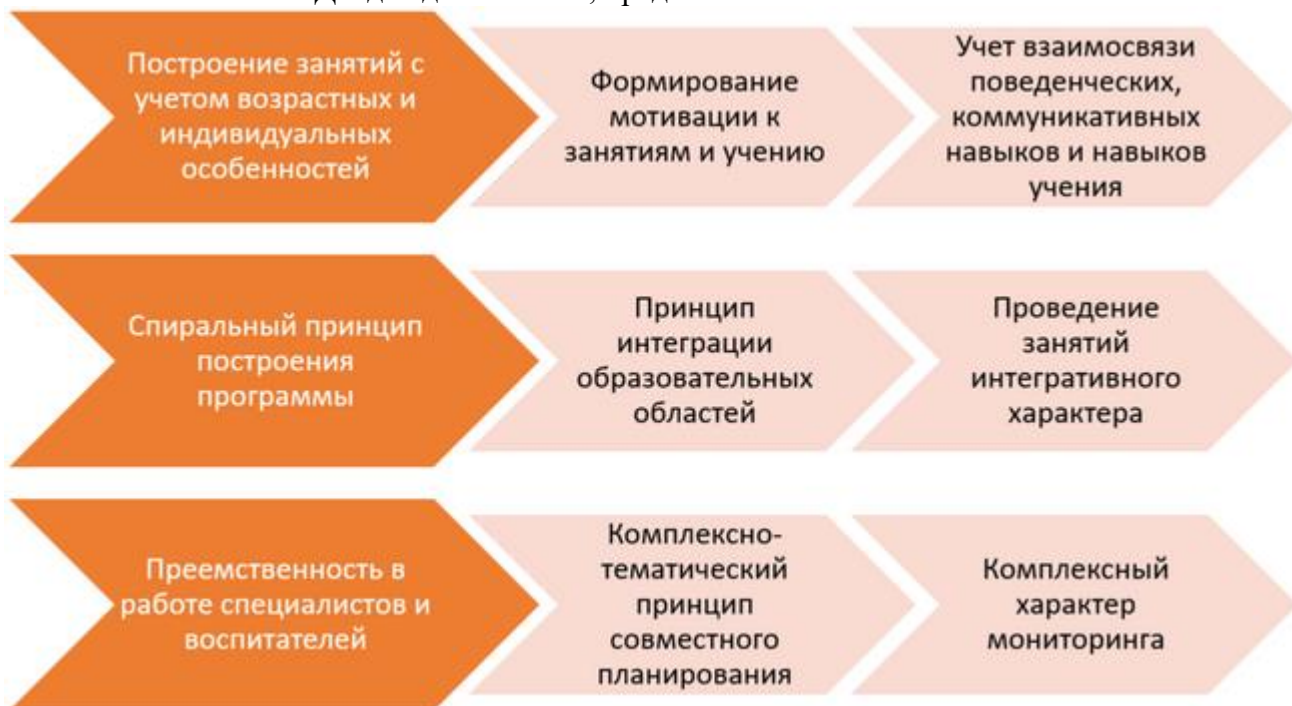 Построение занятий с
учетом возрастных и
индивидуальных
особенностей
Формирование
мотивации к
занятиям и учению
Учет взаимосвязи
поведенческих,
коммуникативных
навыков и навыков
учения
Спиральный принцип
построения
программы
Принцип
интеграции
образовательных
областей
Проведение
занятий
интегративного
характера
Преемственность в
работе специалистов и
воспитателей
Комплексно-
тематический
принцип
совместного
планирования
Комплексный
характер
мониторинга